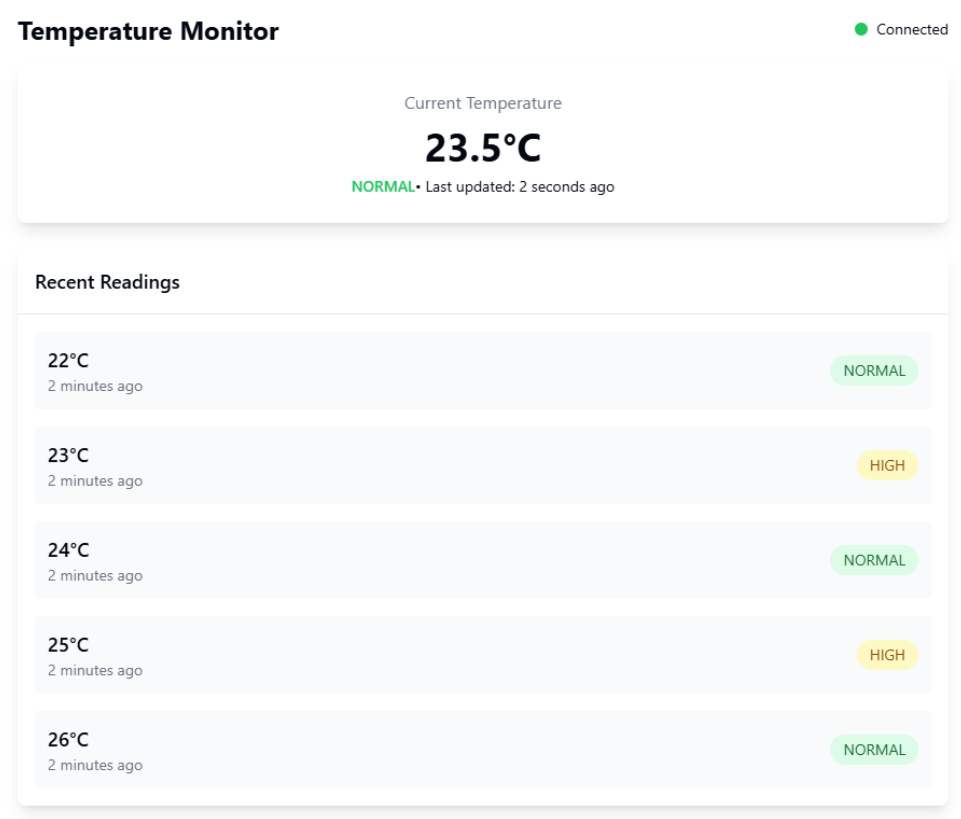 Temperature Monitor
Connected
Current Temperature
23.5°C
NORMAL• Last updated: 2 seconds ago
Recent Readings
22°C
2 minutes ago
NORMAL
23°C
2 minutes ago
HIGH
24°C
2 minutes ago
NORMAL
25°C
2 minutes ago
HIGH
26°C
2 minutes ago
NORMAL